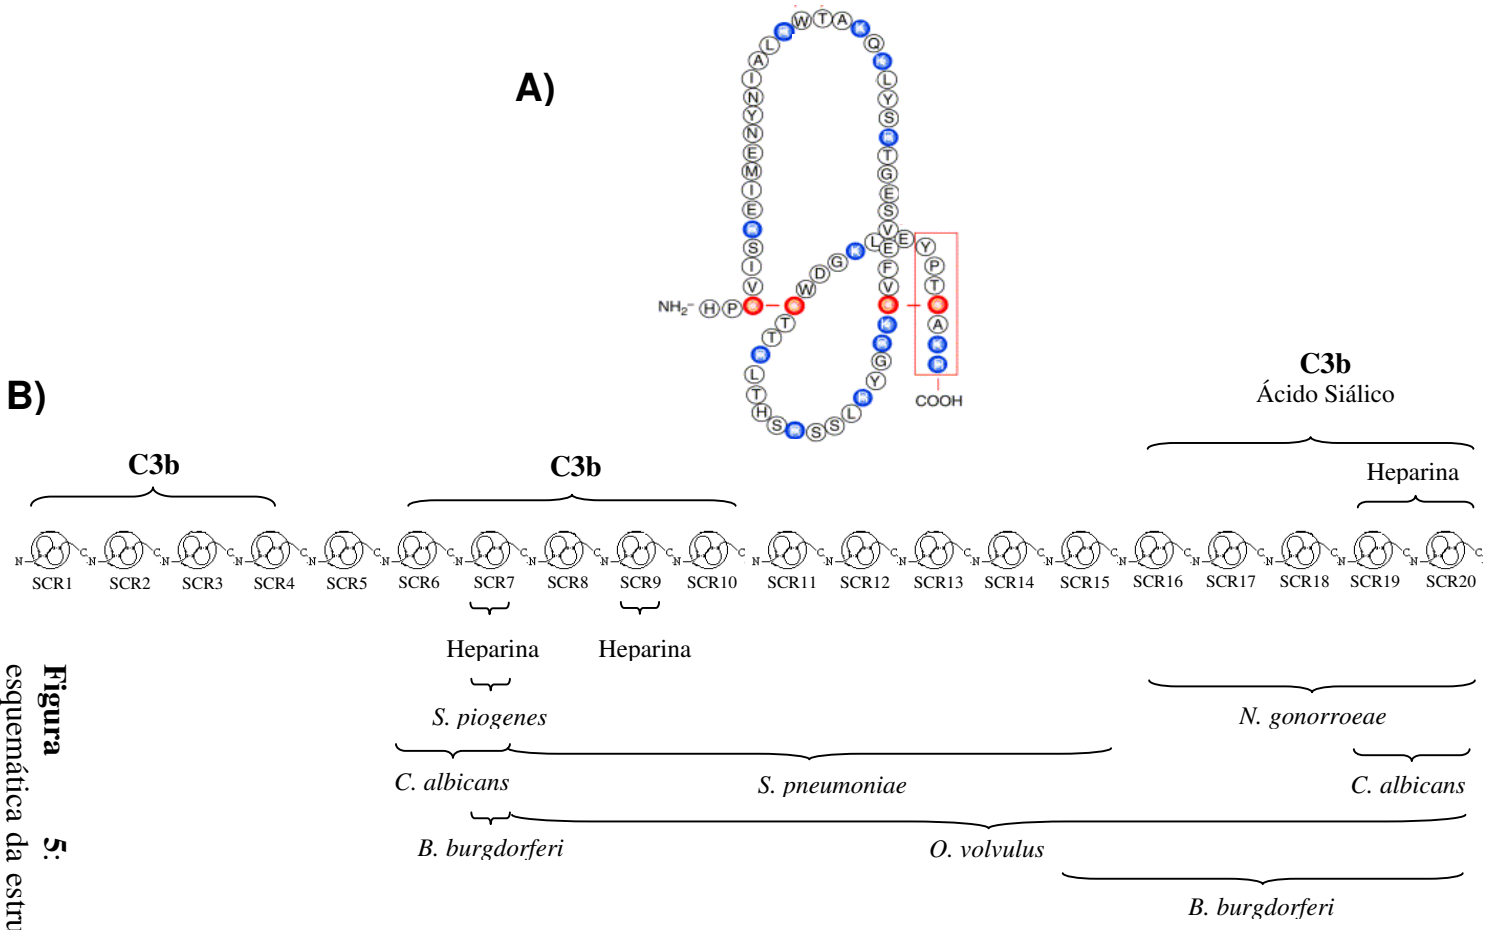 A)
W T A
Q
L
Y
S
T
G
E
S
V
E
F
V
L A I N Y N E M I E
S I V
NH2- H P
W D G K L
E Y P T
A
COOH
T T
L T H S
S S L
Y G
B)
C3b
C3b
C3b
Ácido Siálico
Heparina
N C N C N C N C N C N C N C N C N C N C N C N C N C N C N C N C N C N C N C N C
SCR1 SCR2 SCR3 SCR4 SCR5 SCR6 SCR7 SCR8 SCR9 SCR10 SCR11 SCR12 SCR13 SCR14 SCR15 SCR16 SCR17 SCR18 SCR19 SCR20
Heparina Heparina
S. piogenes N. gonorroeae
C. albicans S. pneumoniae C. albicans
B. burgdorferi O. volvulus
B. burgdorferi
Figura 5:
esquemática da estru